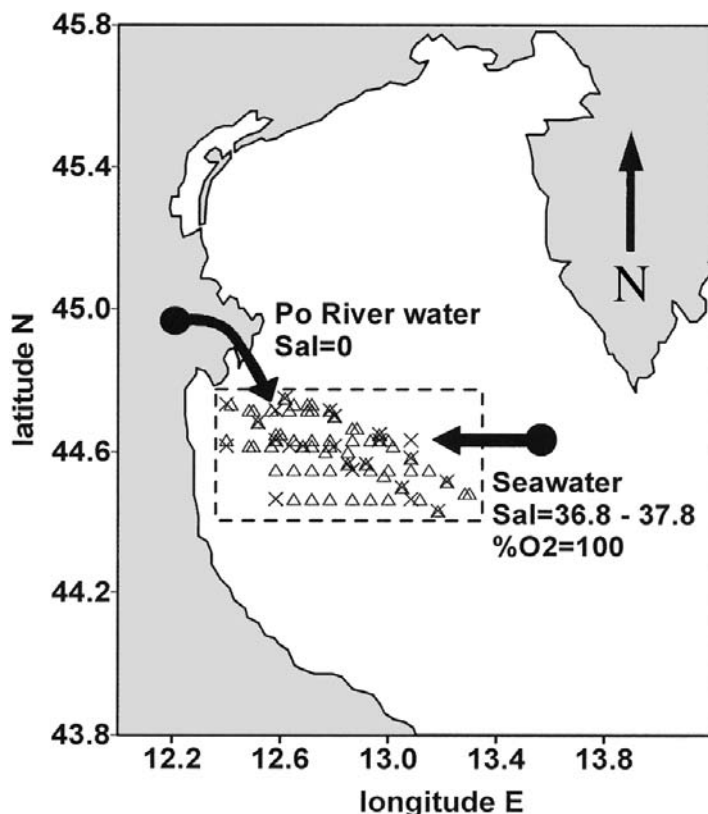 45.8
45.4
45.0
44.6
44.2
43.8
latitude N
Po River water
Sal=0
N
Seawater
Sal=36.8 - 37.8
%O2=100
12.2
12.6
13.0
13.4
13.8
longitude E